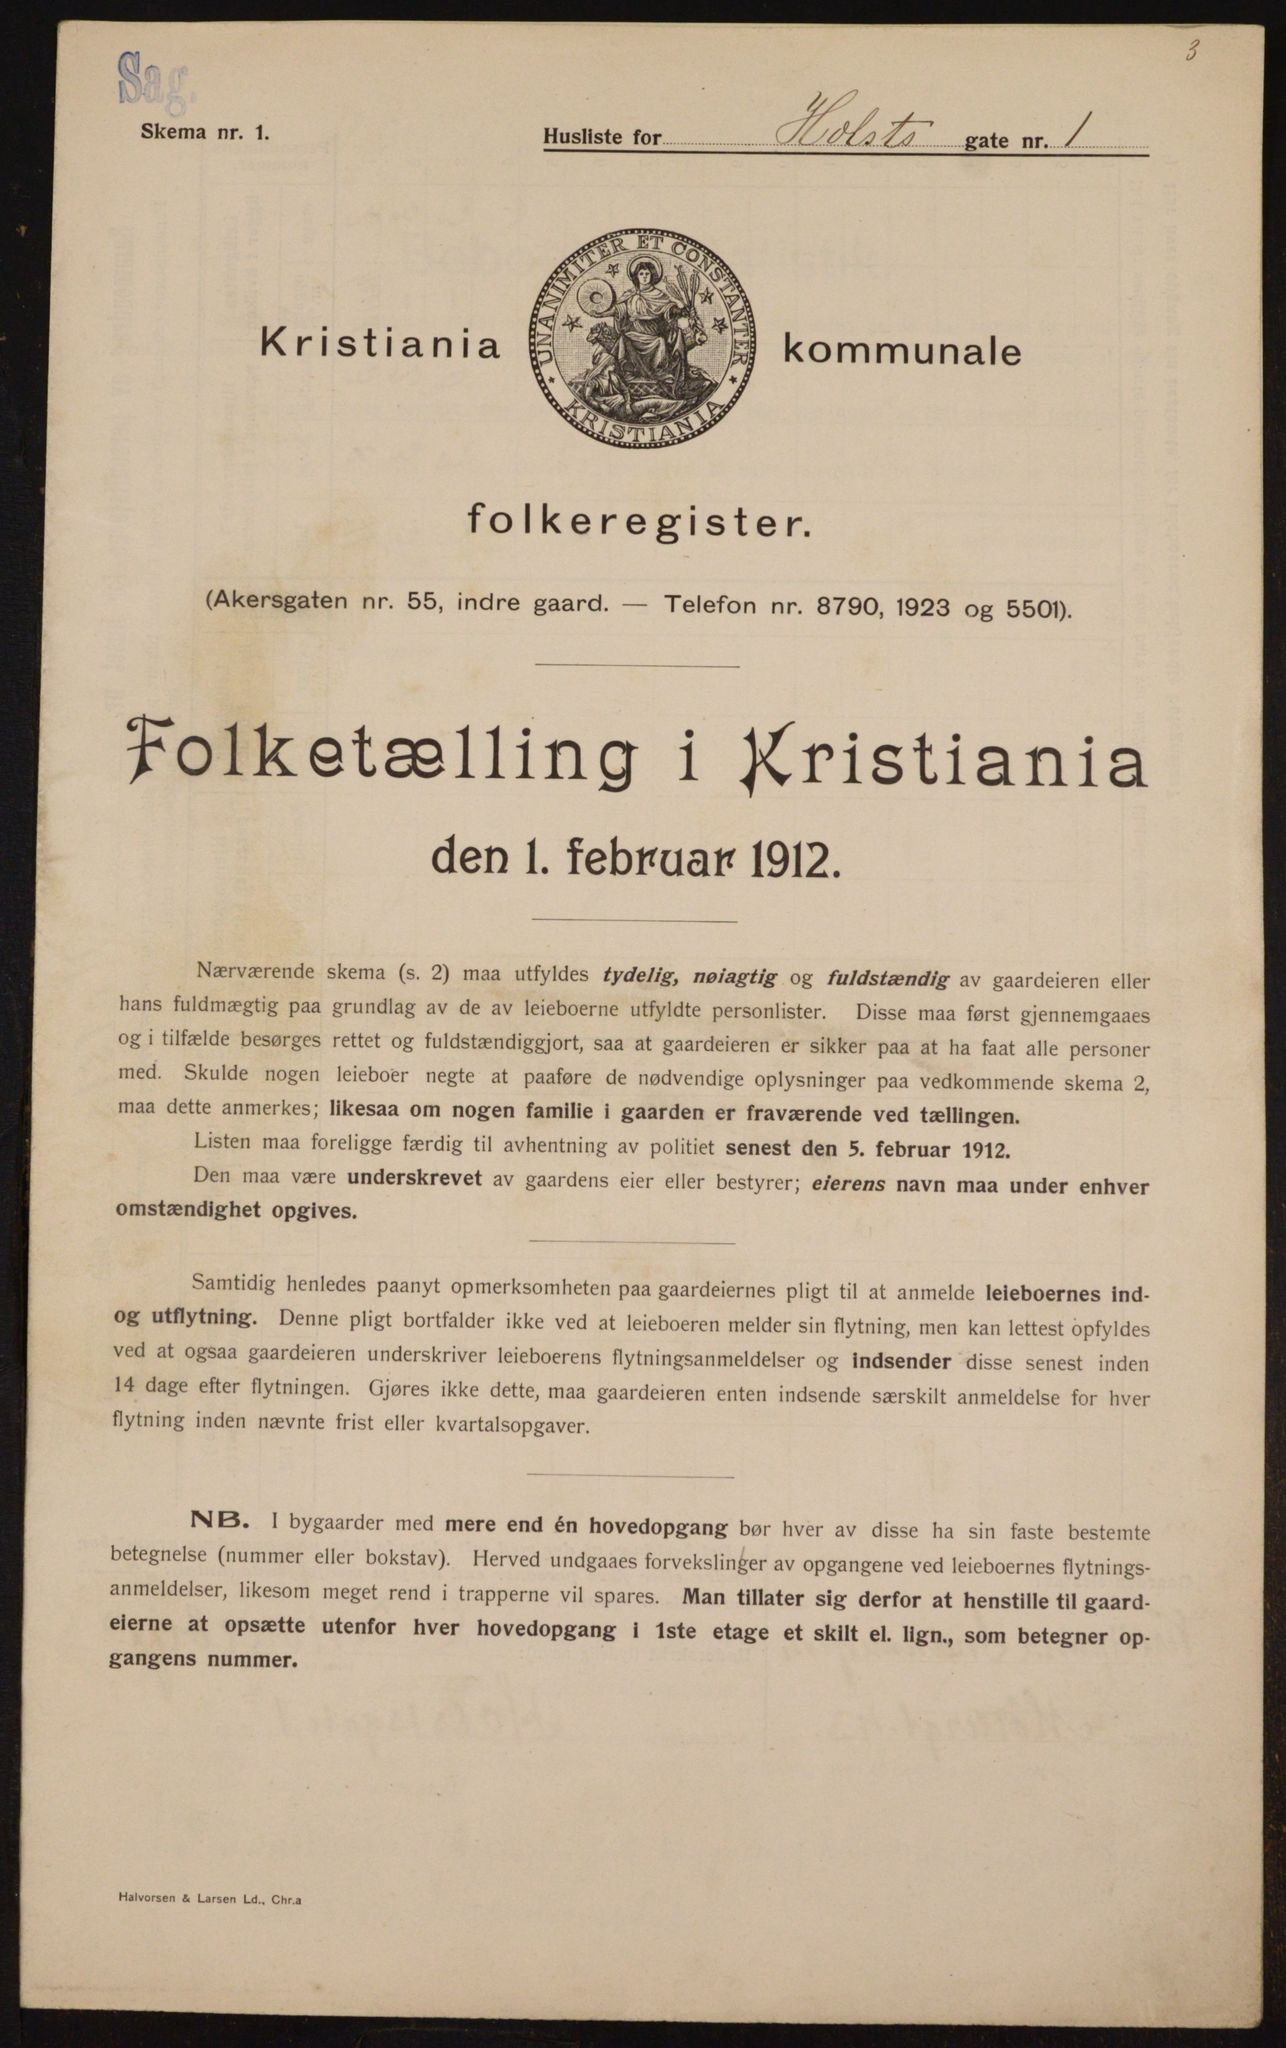 3
Sag.
Skema nr. 1.
Husliste for Holsts gate nr. 1
UNANIMITER ET CONSTANTER
KRISTIANIA
Kristiania kommunale
folkeregister.
(Akersgaten nr. 55, indre gaard. — Telefon nr. 8790, 1923 og 5501).
Folketælling i Kristiania
den 1. februar 1912.
Nærværende skema (s. 2) maa utfyldes tydelig, nøiagtig og fuldstændig av gaardeieren eller
hans fuldmægtig paa grundlag av de av leieboerne utfyldte personlister. Disse maa først gjennemgaaes
og i tilfælde besørges rettet og fuldstændiggjort, saa at gaardeieren er sikker paa at ha faat alle personer
med. Skulde nogen leieboer negte at paaføre de nødvendige oplysninger paa vedkommende skema 2,
maa dette anmerkes; likesaa om nogen familie i gaarden er fraværende ved tællingen.
Listen maa foreligge færdig til avhentning av politiet senest den 5. februar 1912.
Den maa være underskrevet av gaardens eier eller bestyrer; eierens navn maa under enhver
omstændighet opgives.
Samtidig henledes paanyt opmerksomheten paa gaardeiernes pligt til at anmelde leieboernes ind-
og utflytning. Denne pligt bortfalder ikke ved at leieboeren melder sin flytning, men kan lettest opfyldes
ved at ogsaa gaardeieren underskriver leieboerens flytningsanmeldelser og indsender disse senest inden
14 dage efter flytningen. Gjøres ikke dette, maa gaardeieren enten indsende særskilt anmeldelse for hver
flytning inden nævnte frist eller kvartalsopgaver.
NB. I bygaarder med mere end én hovedopgang bør hver av disse ha sin faste bestemte
betegnelse (nummer eller bokstav). Herved undgaaes forvekslinger av opgangene ved leieboernes flytnings-
anmeldelser, likesom meget rend i trapperne vil spares. Man tillater sig derfor at henstille til gaard-
eierne at opsætte utenfor hver hovedopgang i 1ste etage et skilt el. lign., som betegner op-
gangens nummer.
Halvorsen & Larsen Ld., Chr.a